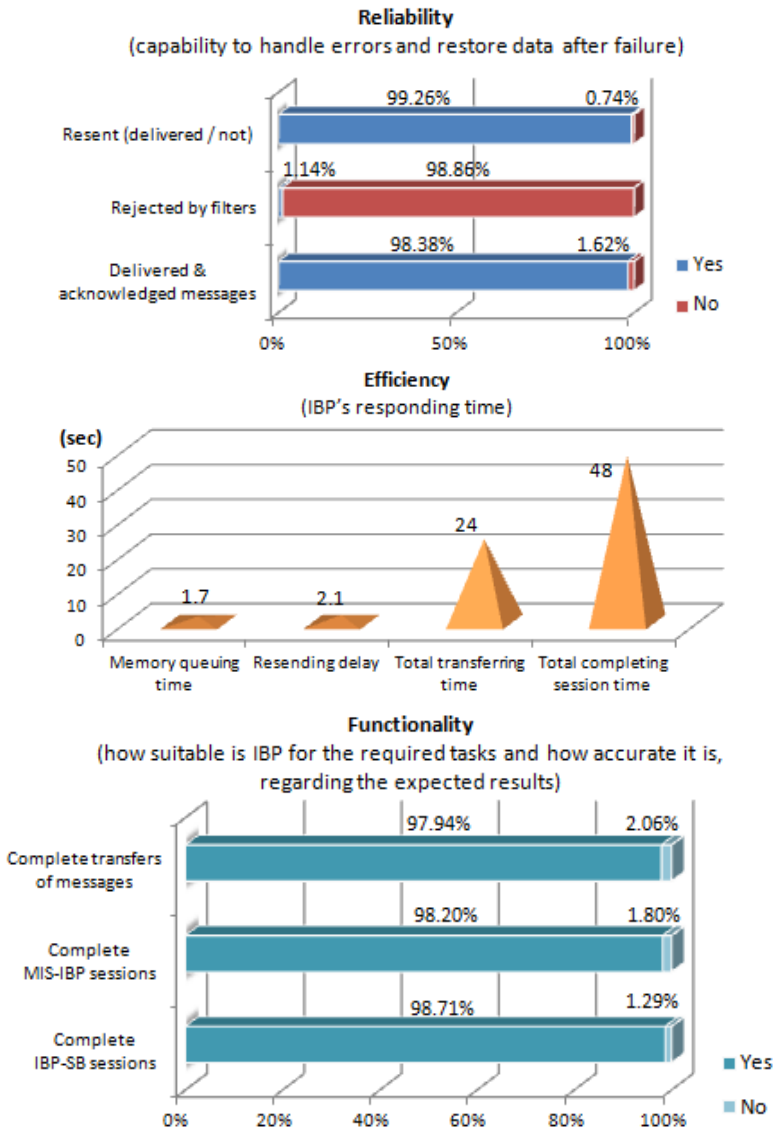 Reliability
(capability to handle errors and restore data after failure)
99.26% 0.74%
Resent (delivered / not)
1.14% 98.86%
Rejected by filters
98.38% 1.62%
Delivered &
acknowledged messages
Yes
No
0% 50% 100%
Efficiency
(IBP's responding time)
(sec)
50
40
30
20
10
0
1.7 2.1 24 48
Memory queuing
time
Resending delay
Total transferring
time
Total completing
session time
Functionality
(how suitable is IBP for the required tasks and how accurate it is,
regarding the expected results)
97.94% 2.06%
Complete transfers
of messages
98.20% 1.80%
Complete
MIS-IBP sessions
98.71% 1.29%
Complete
IBP-SB sessions
Yes
No
0% 20% 40% 60% 80% 100%